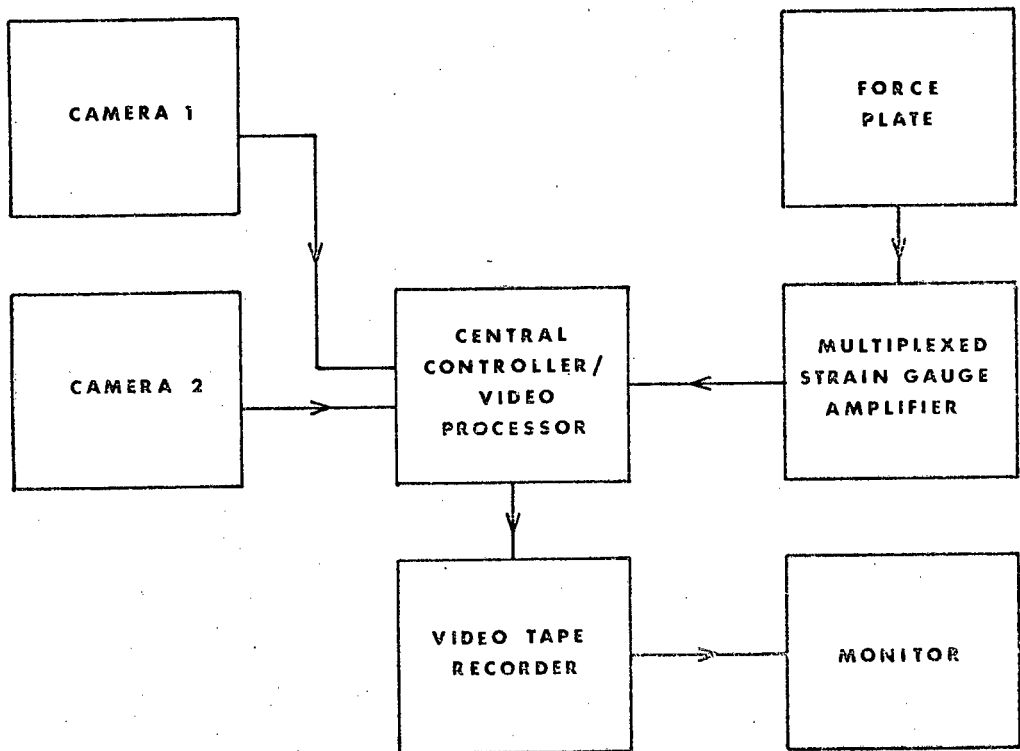 CAMERA 1
FORCE
PLATE
CAMERA 2
CENTRAL
CONTROLLER/
VIDEO
PROCESSOR
MULTIPLEXED
STRAIN GAUGE
AMPLIFIER
VIDEO TAPE
RECORDER
MONITOR